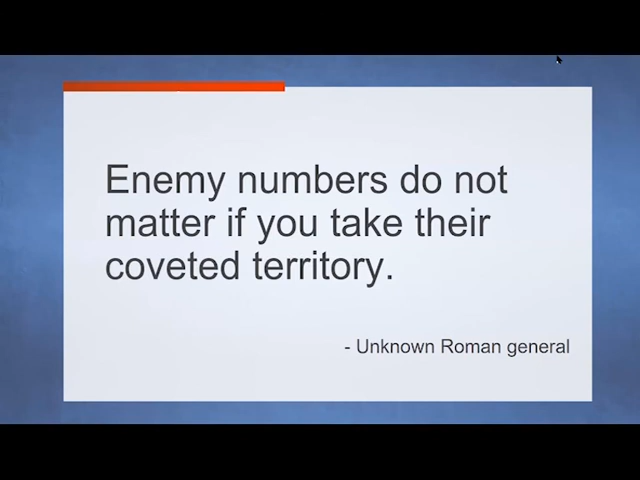 Enemy numbers do not
matter if you take their
coveted territory.
- Unknown Roman general